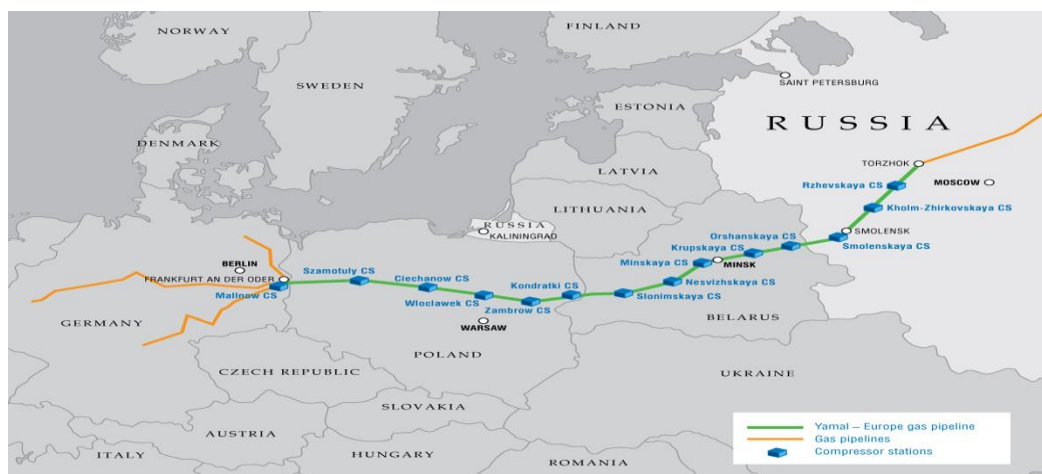 NORWAY
FINLAND
SWEDEN
SAINT PETERSBURG
ESTONIA
RUSSIA
DENMARK
TORZHOK
LATVIA
MOSCOW
Rzhevskaya CS
LITHUANIA
Kholm-Zhirkovskaya CS
RUSSIA
KALININGRAD
SMOLENSK
Orshanskaya CS
Smolenskaya CS
Krupskaya CS
BERLIN
Minskaya CS
MINSK
FRANKFURT AN DER ODER
Szamotuly CS
Ciechanow CS
Kondratki CS
Nesvizhskaya CS
Mallnow CS
Wloclawek CS
Zambrow CS
Slonimskaya CS
GERMANY
WARSAW
BELARUS
POLAND
CZECH REPUBLIC
UKRAINE
SLOVAKIA
AUSTRIA
ITALY
HUNGARY
ROMANIA
Yamal – Europe gas pipeline
Gas pipelines
Compressor stations